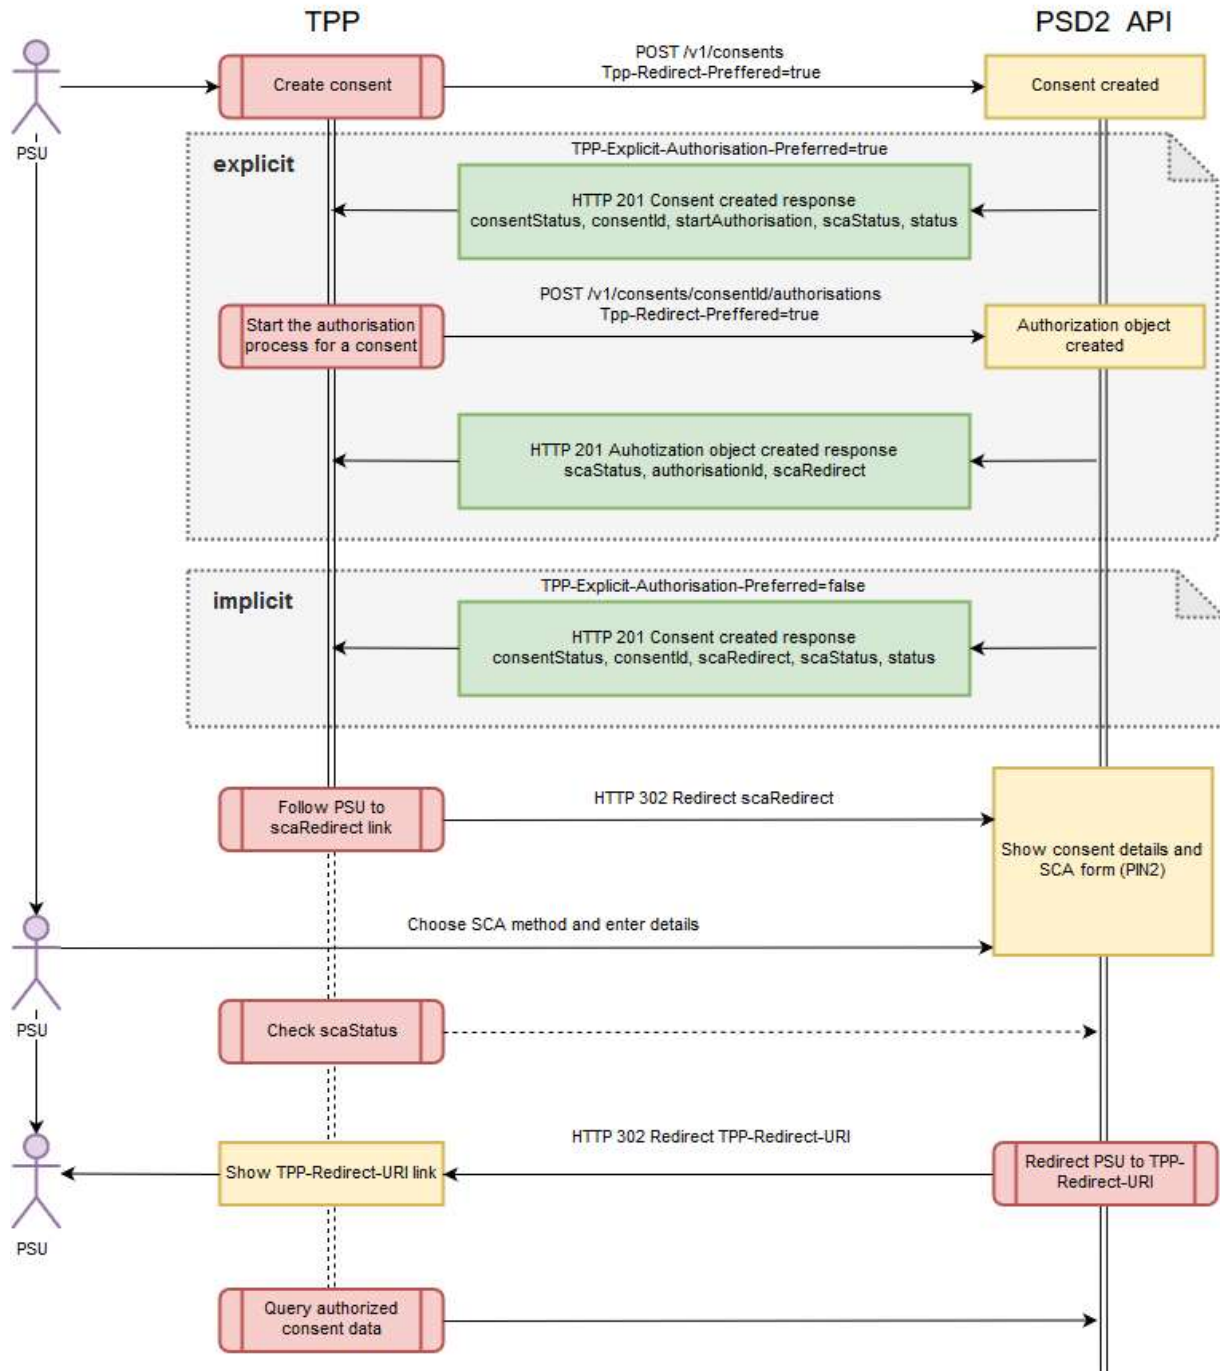 TPP
PSD2 API
POST /v1/consents
Tpp-Redirect-Preffered=true
Create consent
Consent created
PSU
explicit
TPP-Explicit-Authorisation-Preferred=true
HTTP 201 Consent created response
consentStatus, consentId, startAuthorisation, scaStatus, status
POST /v1/consents/consentId/authorisations
Tpp-Redirect-Preffered=true
Start the authorisation
process for a consent
Authorization object
created
HTTP 201 Auhotization object created response
scaStatus, authorisationId, scaRedirect
implicit
TPP-Explicit-Authorisation-Preferred=false
HTTP 201 Consent created response
consentStatus, consentId, scaRedirect, scaStatus, status
Follow PSU to
scaRedirect link
HTTP 302 Redirect scaRedirect
Show consent details and
SCA form (PIN2)
Choose SCA method and enter details
PSU
Check scaStatus
HTTP 302 Redirect TPP-Redirect-URI
Show TPP-Redirect-URI link
Redirect PSU to TPP-
Redirect-URI
PSU
Query authorized
consent data